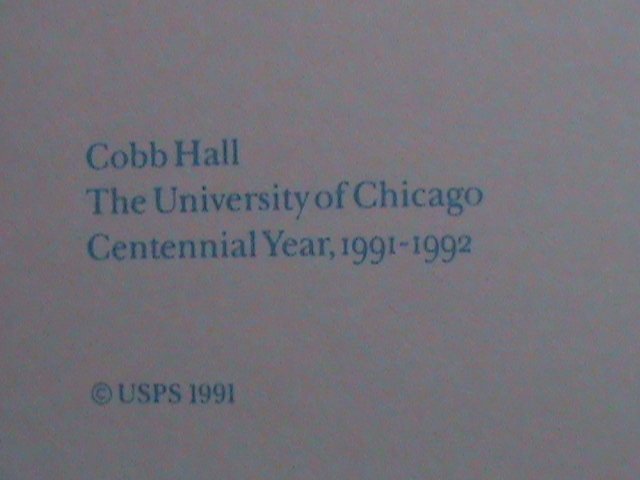 Cobb Hall
The University of Chicago
Centennial Year, 1991-1992
© USPS 1991